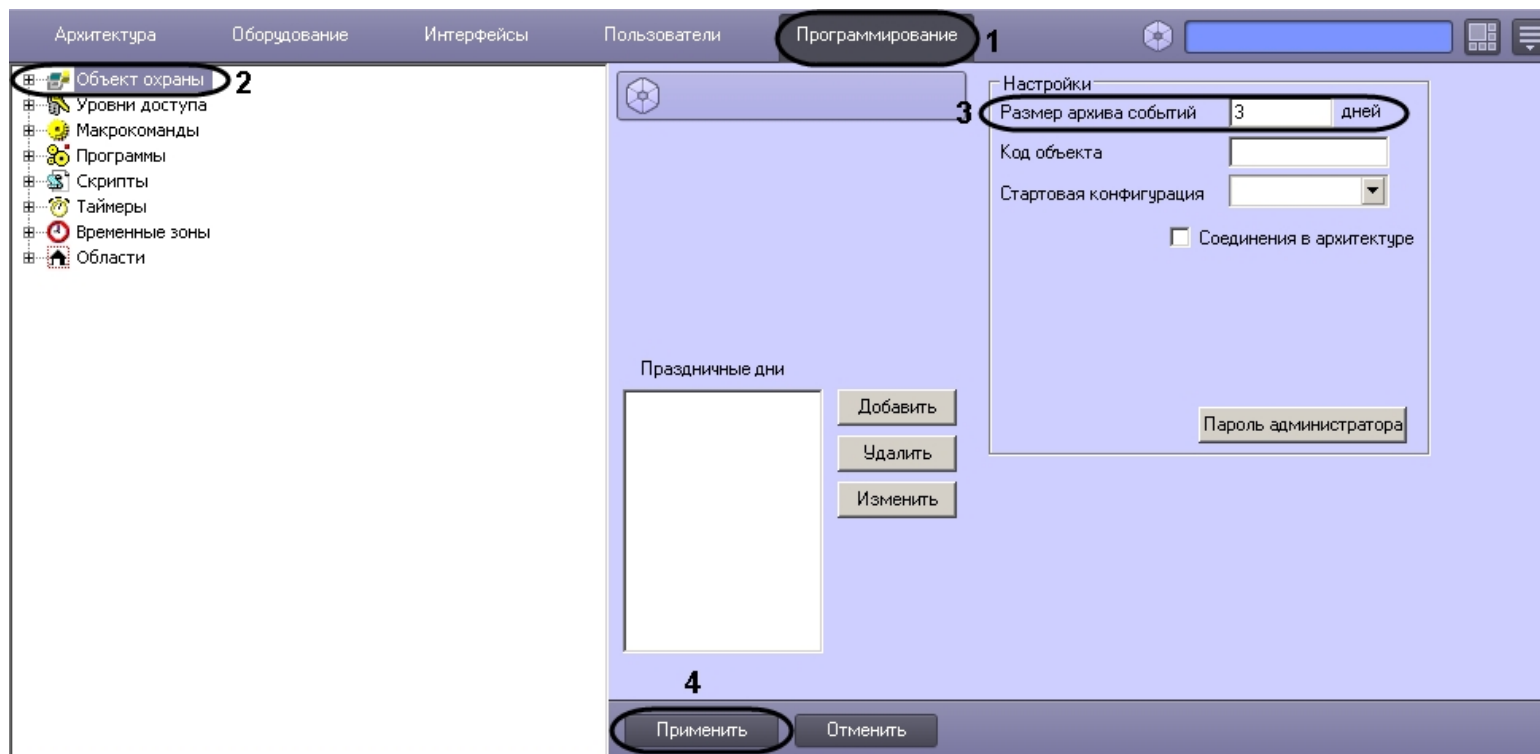 Архитектура Оборудование Интерфейсы Пользователи Программирование 1
Объект охраны 2
Уровни доступа
Макрокоманды
Программы
Скрипты
Таймеры
Временные зоны
Области
Настройки
3 Размер архива событий 3 дней
Код объекта
Стартовая конфигурация
Соединения в архитектуре
Пароль администратора
Праздничные дни
Добавить
Удалить
Изменить
4
Применить Отменить